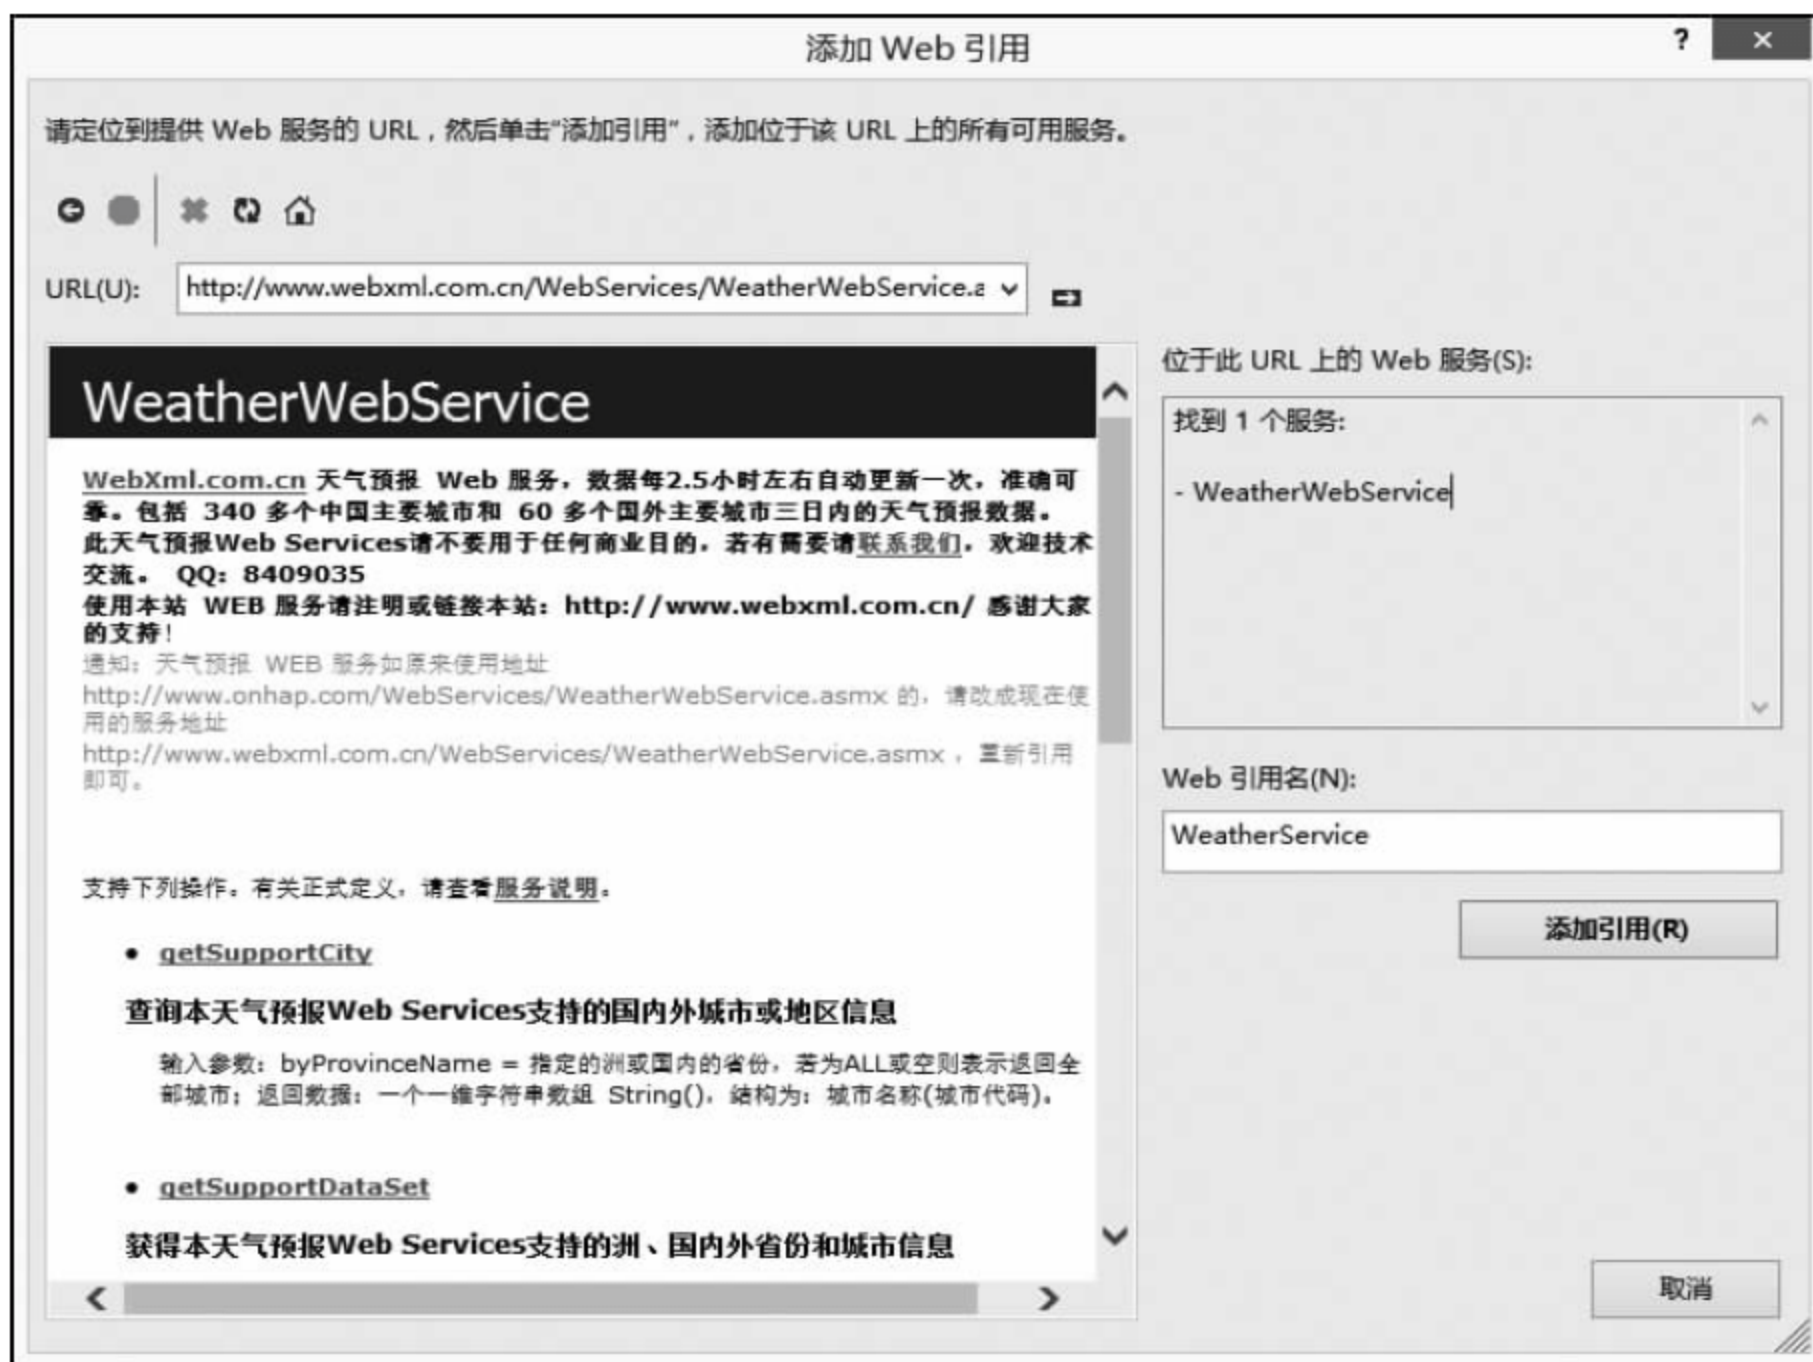 添加 Web 引用
?
请定位到提供 Web 服务的 URL，然后单击“添加引用”，添加位于该 URL 上的所有可用服务。
URL(U):
http://www.webxml.com.cn/WebServices/WeatherWebService.a
WeatherWebService
WebXml.com.cn 天气预报 Web 服务，数据每2.5小时左右自动更新一次，准确可
靠。包括 340 多个中国主要城市和 60 多个国外主要城市三日内的天气预报数据。
此天气预报Web Services请不要用于任何商业目的，若有需要请联系我们，欢迎技术
交流。 QQ：8409035
使用本站 WEB 服务请注明或链接本站：http://www.webxml.com.cn/ 感谢大家
的支持！
通知：天气预报 WEB 服务如原来使用地址
http://www.onhap.com/WebServices/WeatherWebService.asmx 的，请改成现在使
用的服务地址
http://www.webxml.com.cn/WebServices/WeatherWebService.asmx ，重新引用
即可。
支持下列操作。有关正式定义，请查看服务说明。
• getSupportCity
查询本天气预报Web Services支持的国内外城市或地区信息
输入参数：byProvinceName = 指定的洲或国内的省份，若为ALL或空则表示返回全
部城市；返回数据：一个一维字符串数组 String()，结构为：城市名称(城市代码)。
• getSupportDataSet
获得本天气预报Web Services支持的洲、国内外省份和城市信息
位于此 URL 上的 Web 服务(S):
找到 1 个服务:
- WeatherWebService
Web 引用名(N):
WeatherService
添加引用(R)
取消